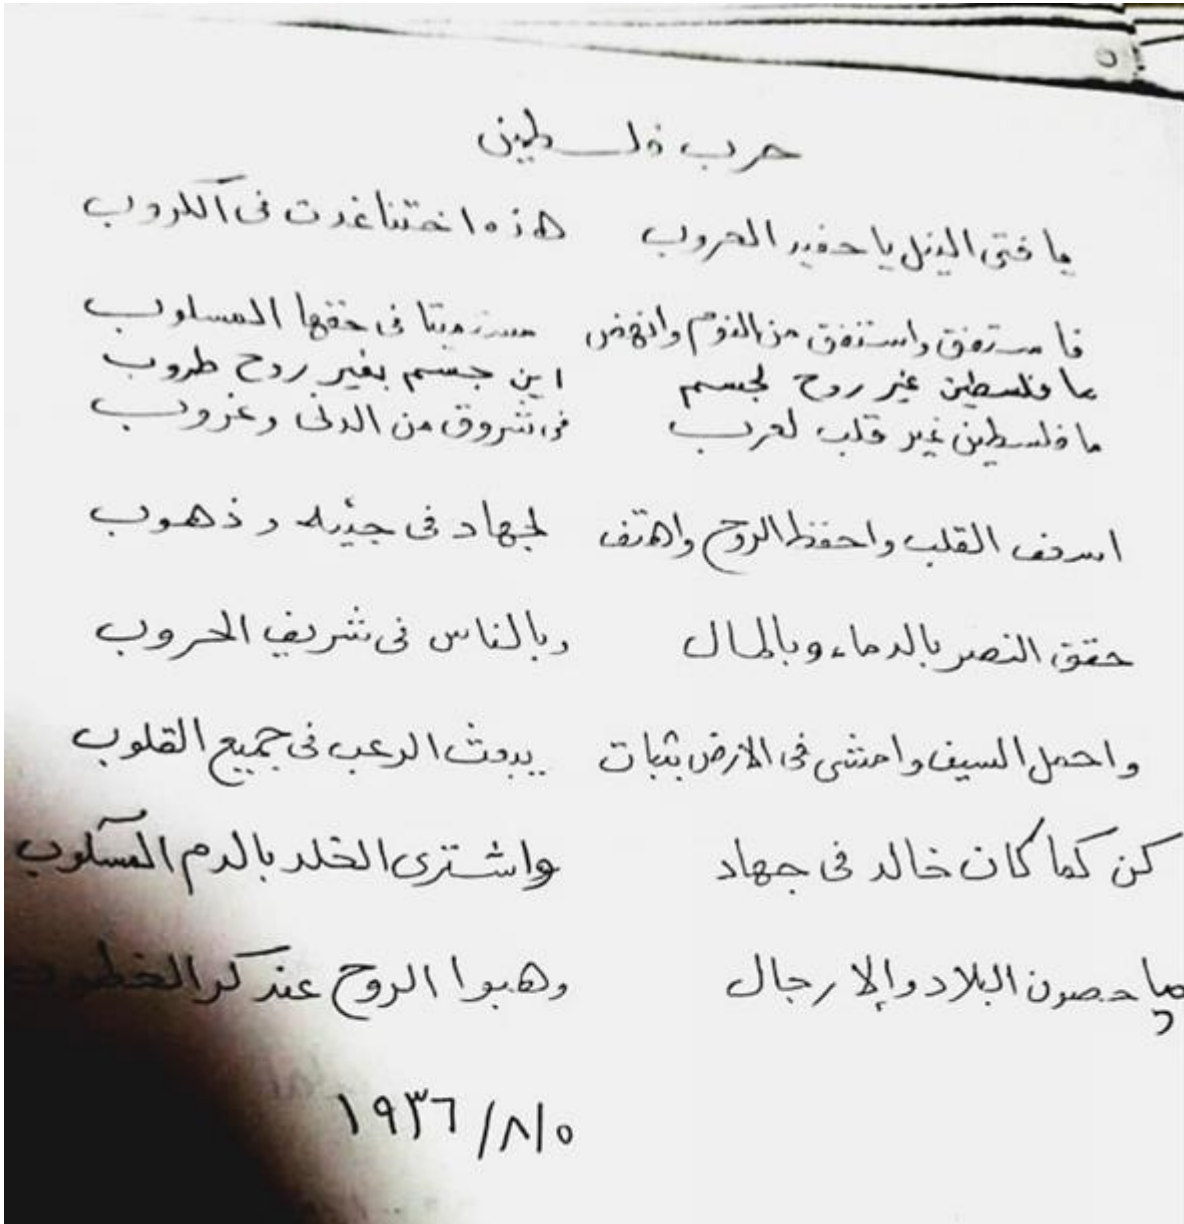 حرب فلسطين
يا فتى النيل يا حفيد الحروب هذه اختنا غدت فى الكروب
فا ستفق واستفق من النوم وانهض مستميتا فى حقها المسلوب
ما فلسطين غير روح لجسم اين جسم بغير روح طروب
ما فلسطين غير قلب لعرب فى شروق من الدنى وغروب
اسعف القلب واحفظ الروح واهتف لجهاد فى جيئه وذهوب
حقق النصر بالدماء وبالمال وبالناس فى شريف الحروب
واحمل السيف وامشى فى الارض بثبات يبعث الرعب فى جميع القلوب
كن كما كان خالد فى جهاد واشترى الخلد بالدم المسكوب
ما حصون البلاد إلا رجال وهبوا الروح عند كر الخطوب
١٩٣٦/٨/٥